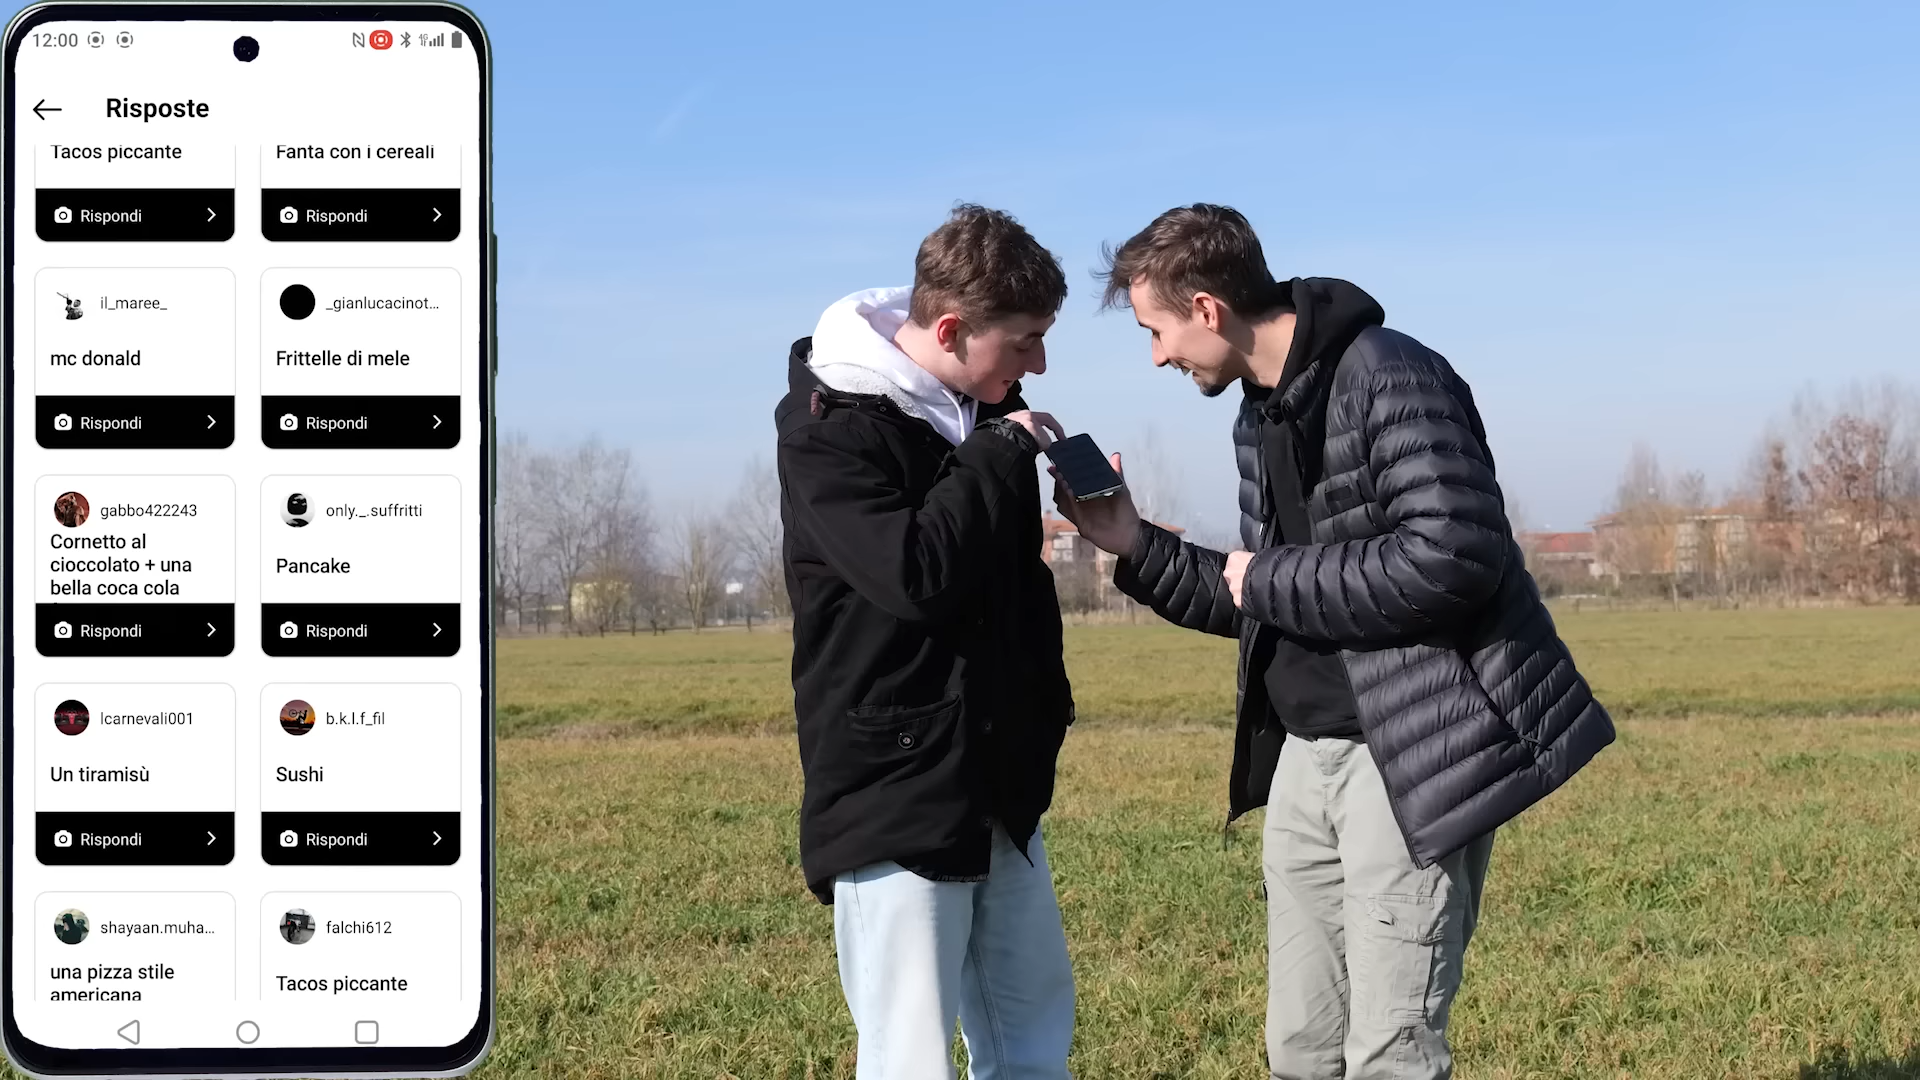 12:00
4G
Risposte
Tacos piccante
Fanta con i cereali
Rispondi
Rispondi
il_maree_
_gianlucacinot...
mc donald
Frittelle di mele
Rispondi
Rispondi
gabbo422243
only._.suffritti
Cornetto al
cioccolato + una
bella coca cola
Pancake
Rispondi
Rispondi
lcarnevali001
b.k.l.f_fil
Un tiramisù
Sushi
Rispondi
Rispondi
shayaan.muha...
falchi612
una pizza stile
americana
Tacos piccante